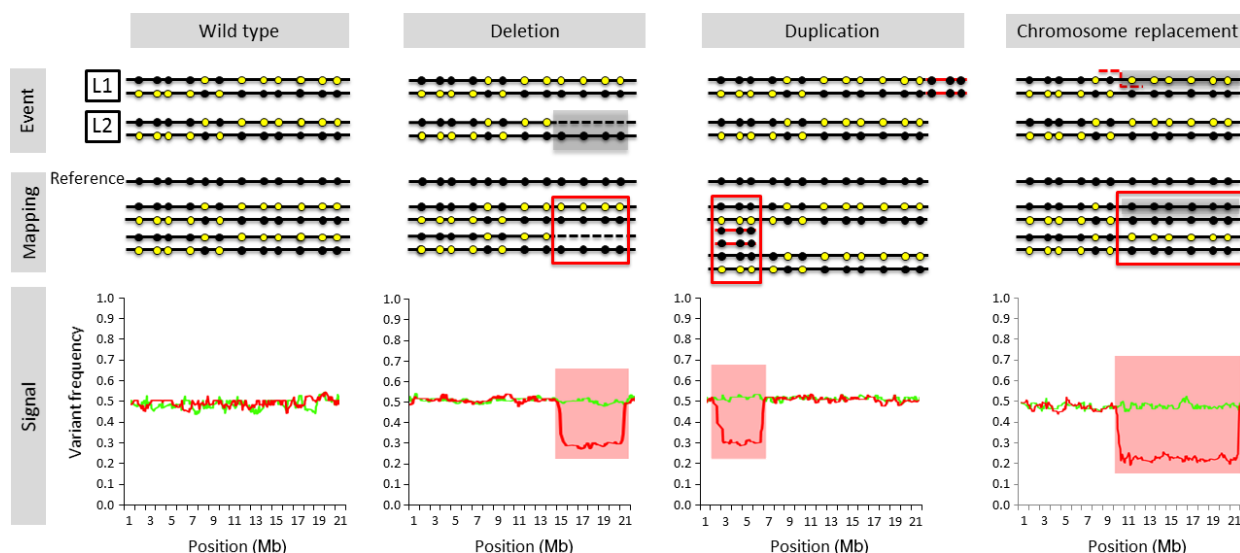 Wild type
Deletion
Duplication
Chromosome replacement
Event
L1
L2
Mapping
Reference
Signal
Variant frequency
1.0
0.9
0.8
0.7
0.6
0.5
0.4
0.3
0.2
0.1
0.0
1 3 5 7 9 11 13 15 17 19 21
Position (Mb)
1.0
0.9
0.8
0.7
0.6
0.5
0.4
0.3
0.2
0.1
0.0
1 3 5 7 9 11 13 15 17 19 21
Position (Mb)
1.0
0.9
0.8
0.7
0.6
0.5
0.4
0.3
0.2
0.1
0.0
1 3 5 7 9 11 13 15 17 19 21
Position (Mb)
1.0
0.9
0.8
0.7
0.6
0.5
0.4
0.3
0.2
0.1
0.0
1 3 5 7 9 11 13 15 17 19 21
Position (Mb)